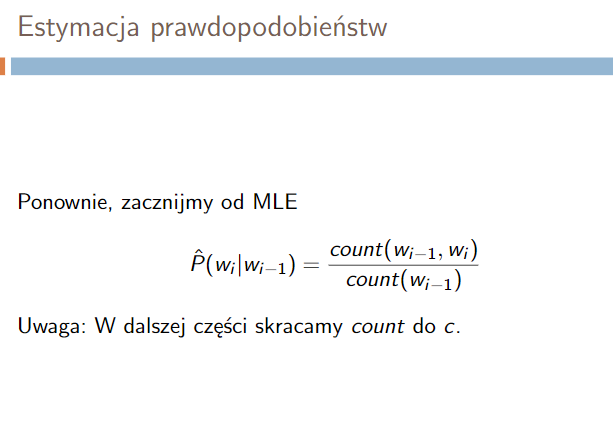 Estymacja prawdopodobieństw
Ponownie, zacznijmy od MLE
P̂(wᵢ|wᵢ₋₁) = count(wᵢ₋₁, wᵢ) / count(wᵢ₋₁)
Uwaga: W dalszej części skracamy count do c.